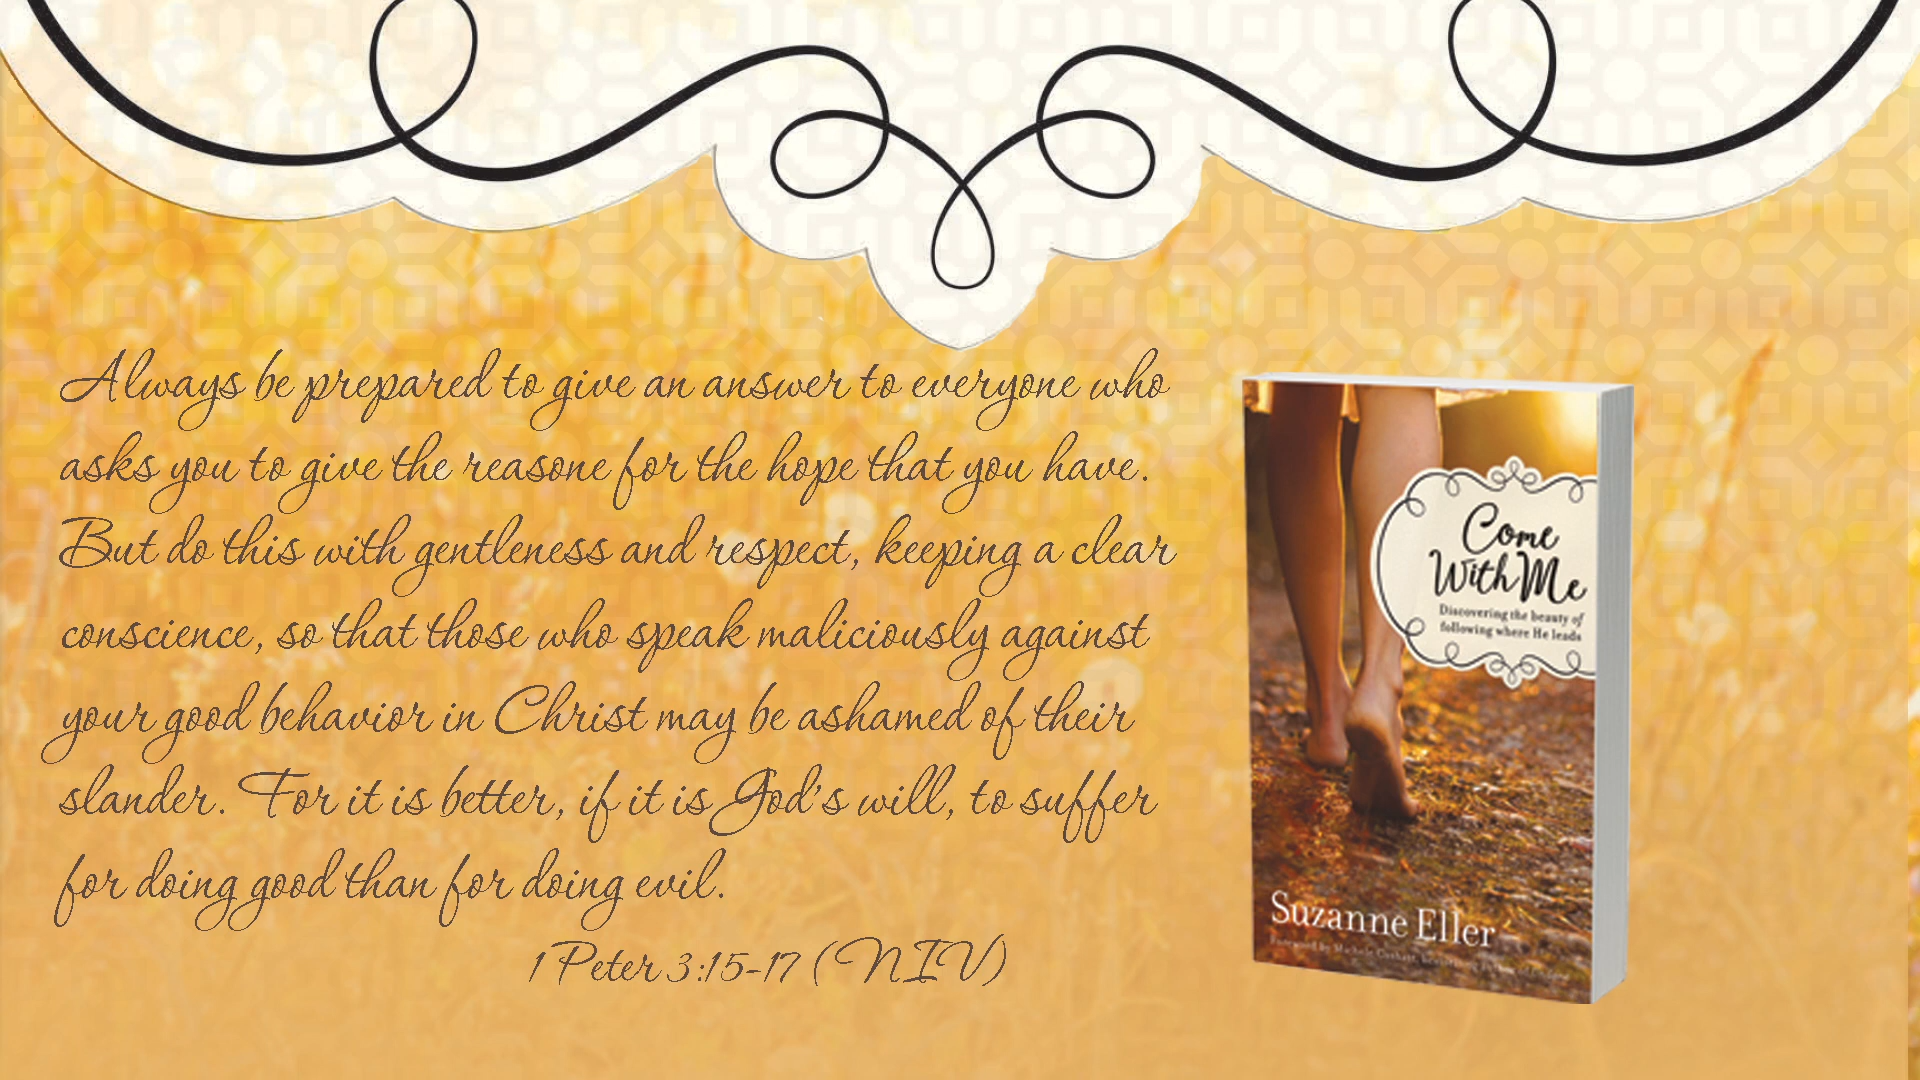 Always be prepared to give an answer to everyone who
asks you to give the reasone for the hope that you have.
But do this with gentleness and respect, keeping a clear
conscience, so that those who speak maliciously against
your good behavior in Christ may be ashamed of their
slander. For it is better, if it is God's will, to suffer
for doing good than for doing evil.
1 Peter 3:15-17 (NIV)
Come
With Me
Discovering the beauty of
following where He leads
Suzanne Eller
Foreword by Michele Cushatt,